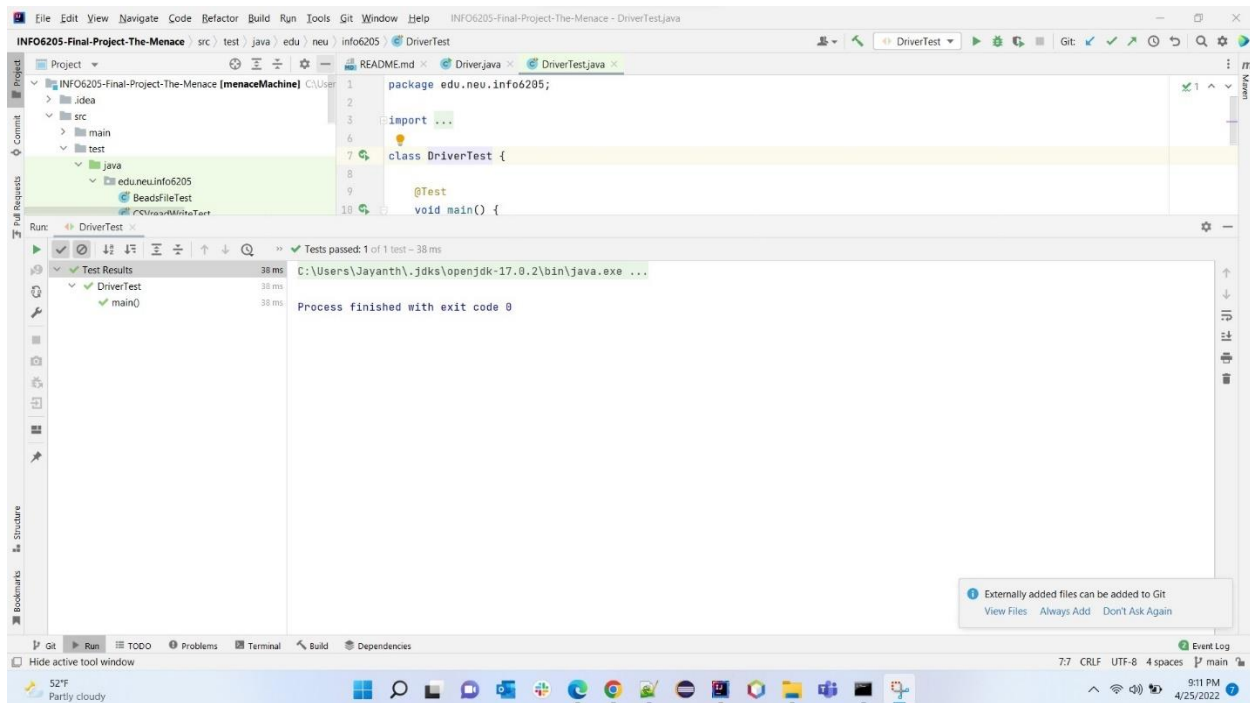 File Edit View Navigate Code Refactor Build Run Tools Git Window Help INFO6205-Final-Project-The-Menace - DriverTest.java
INFO6205-Final-Project-The-Menace src test java edu neu info6205 DriverTest
DriverTest Git:
Project
README.md Driver.java DriverTest.java
INFO6205-Final-Project-The-Menace [menaceMachine] C:\User
.idea
src
main
test
java
edu.neu.info6205
BeadsFileTest
CSVreadWriteTest
1 package edu.neu.info6205;
2
3 import ...
6
7 class DriverTest {
8
9 @Test
10 void main() {
1
Maven
Project
Commit
Pull Requests
Run: DriverTest
Tests passed: 1 of 1 test – 38 ms
Test Results 38 ms
DriverTest 38 ms
main() 38 ms
C:\Users\Jayanth\.jdks\openjdk-17.0.2\bin\java.exe ...
Process finished with exit code 0
Structure
Bookmarks
Externally added files can be added to Git
View Files Always Add Don't Ask Again
Git Run TODO Problems Terminal Build Dependencies
2 Event Log
Hide active tool window
7:7 CRLF UTF-8 4 spaces main
52°F
Partly cloudy
9:11 PM
4/25/2022
7